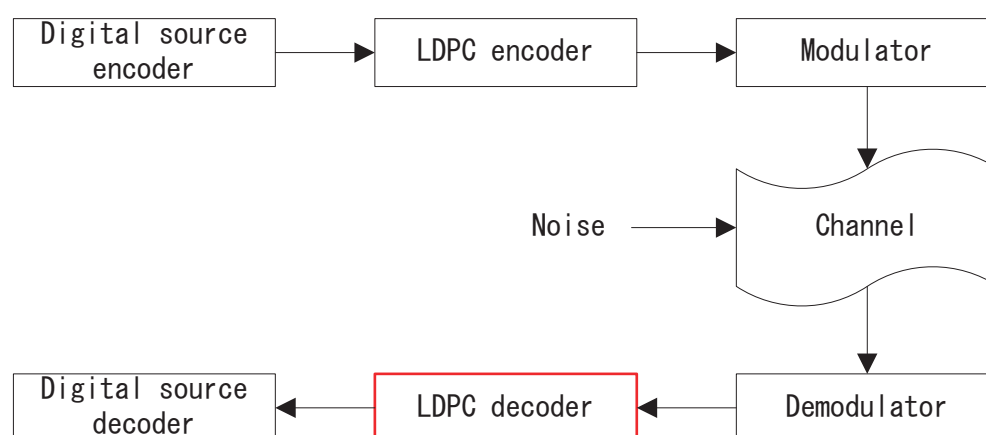 Digital source
encoder
LDPC encoder
Modulator
Noise
Channel
Digital source
decoder
LDPC decoder
Demodulator